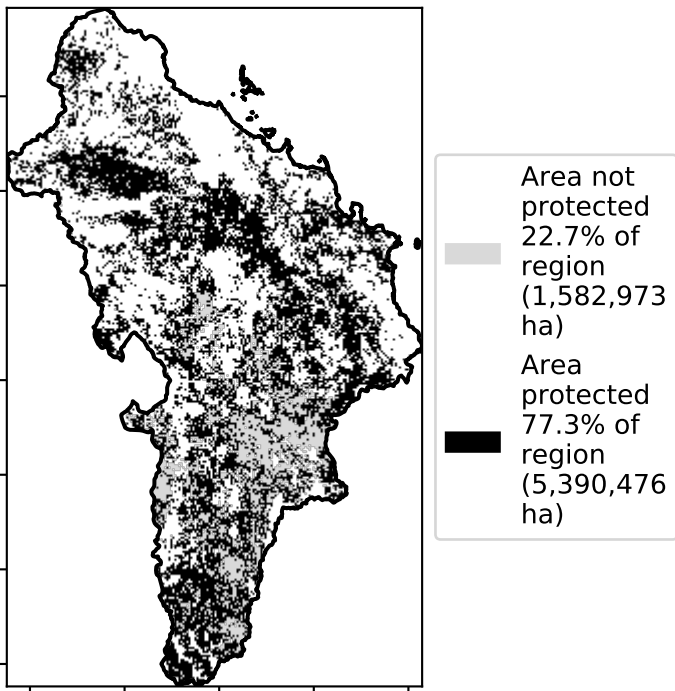 Area not
protected
22.7% of
region
(1,582,973
ha)
Area
protected
77.3% of
region
(5,390,476
ha)